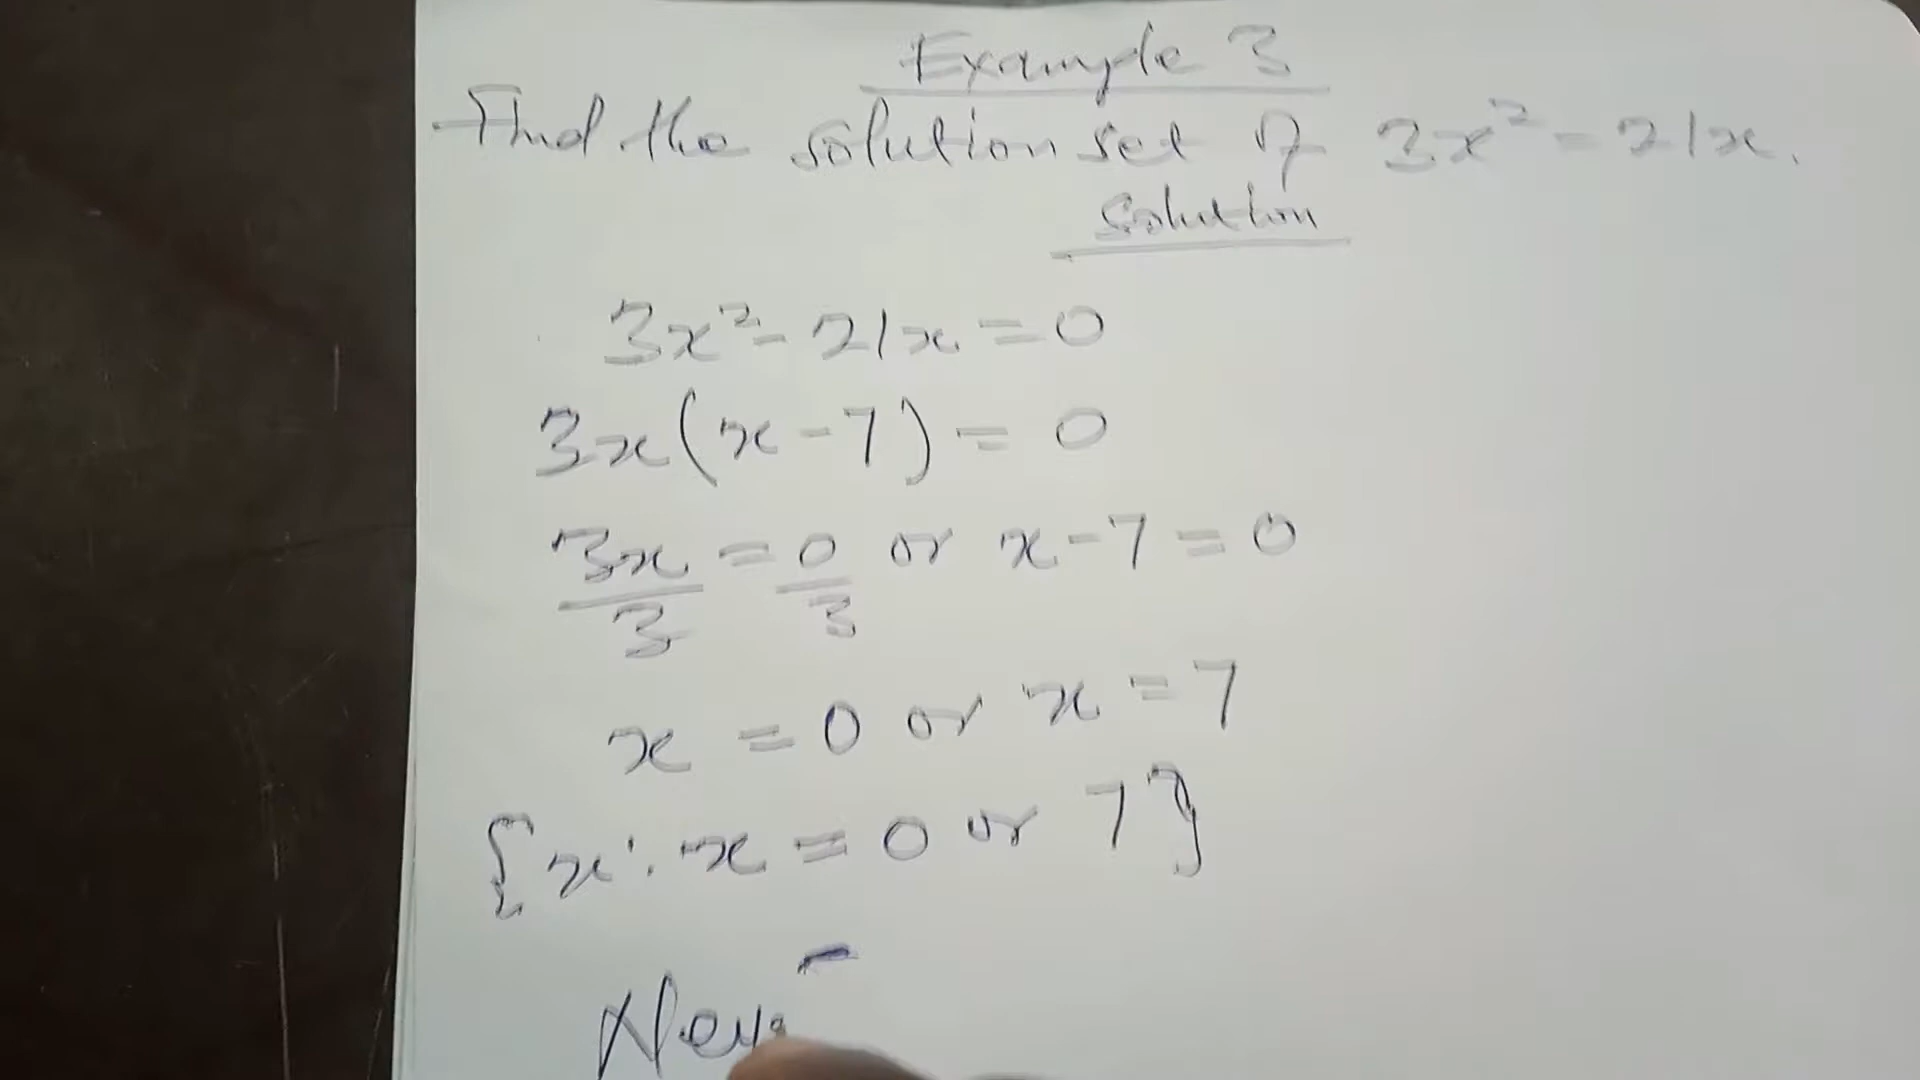 Example 3
Find the solution set of 3x² = 21x.
Solution
3x² - 21x = 0
3x(x - 7) = 0
3x/3 = 0/3 or x - 7 = 0
x = 0 or x = 7
{x : x = 0 or 7}